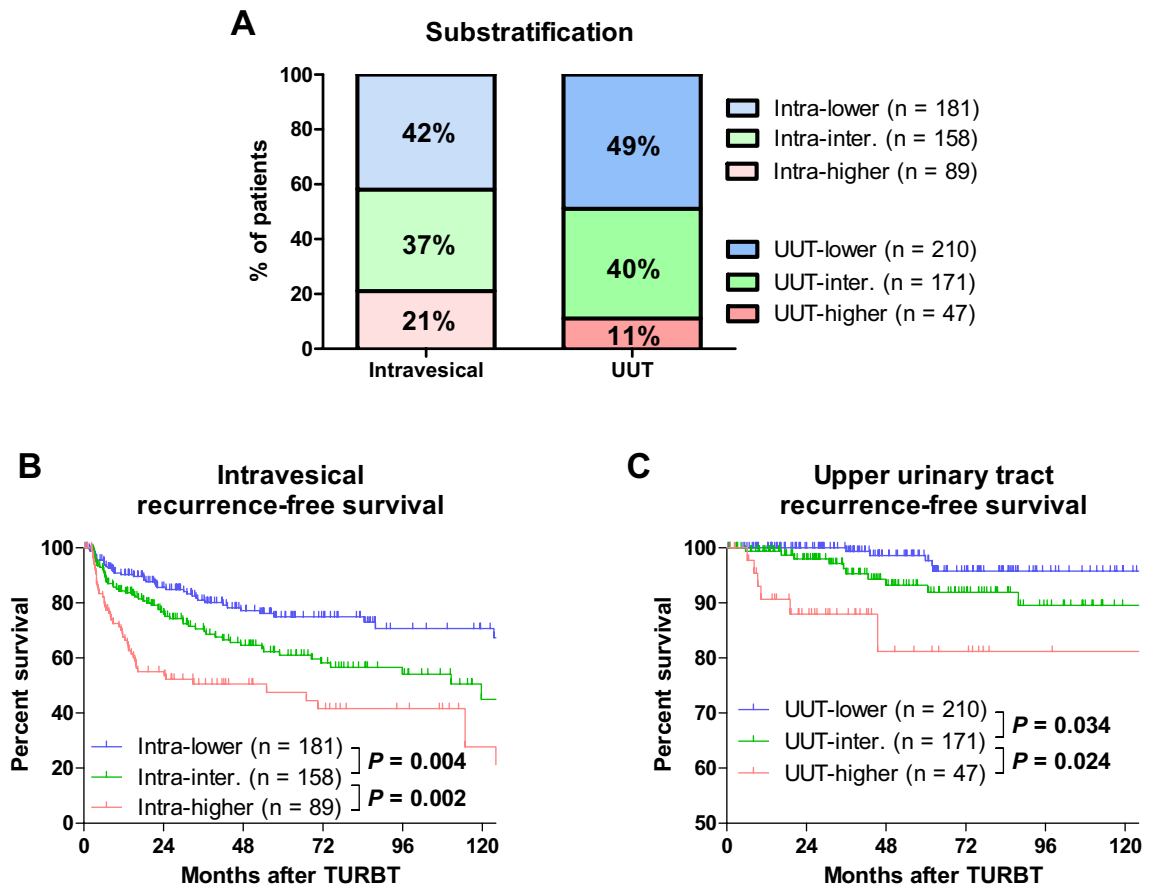 A
Substratification
% of patients
100
80
60
40
20
0
42%
37%
21%
49%
40%
11%
Intravesical
UUT
Intra-lower (n = 181)
Intra-inter. (n = 158)
Intra-higher (n = 89)
UUT-lower (n = 210)
UUT-inter. (n = 171)
UUT-higher (n = 47)
B
Intravesical
recurrence-free survival
Percent survival
100
80
60
40
20
0
Intra-lower (n = 181)
Intra-inter. (n = 158)
Intra-higher (n = 89)
P = 0.004
P = 0.002
0 24 48 72 96 120
Months after TURBT
C
Upper urinary tract
recurrence-free survival
Percent survival
100
90
80
70
60
50
UUT-lower (n = 210)
UUT-inter. (n = 171)
UUT-higher (n = 47)
P = 0.034
P = 0.024
0 24 48 72 96 120
Months after TURBT